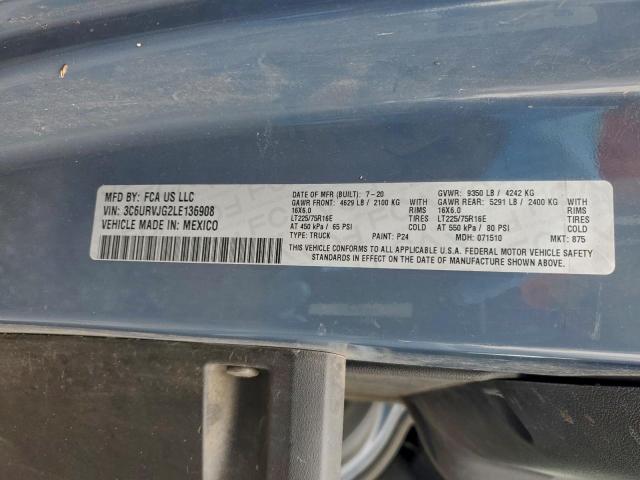 MFD BY: FCA US LLC
VIN: 3C6URVJG2LE136908
VEHICLE MADE IN: MEXICO
DATE OF MFR (BUILT): 7-20 GVWR: 9350 LB / 4242 KG
GAWR FRONT: 4629 LB / 2100 KG GAWR REAR: 5291 LB / 2400 KG
16X6.0 RIMS 16X6.0 RIMS
LT225/75R16E TIRES LT225/75R16E TIRES
AT 450 kPa / 65 PSI COLD AT 550 kPa / 80 PSI COLD
TYPE: TRUCK PAINT: P24 MDH: 071510 MKT: 875
THIS VEHICLE CONFORMS TO ALL APPLICABLE U.S.A. FEDERAL MOTOR VEHICLE SAFETY
STANDARDS IN EFFECT ON THE DATE OF MANUFACTURE SHOWN ABOVE.